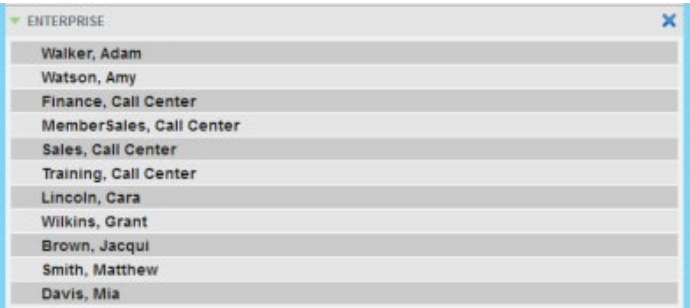 ENTERPRISE
Walker, Adam
Watson, Amy
Finance, Call Center
MemberSales, Call Center
Sales, Call Center
Training, Call Center
Lincoln, Cara
Wilkins, Grant
Brown, Jacqui
Smith, Matthew
Davis, Mia